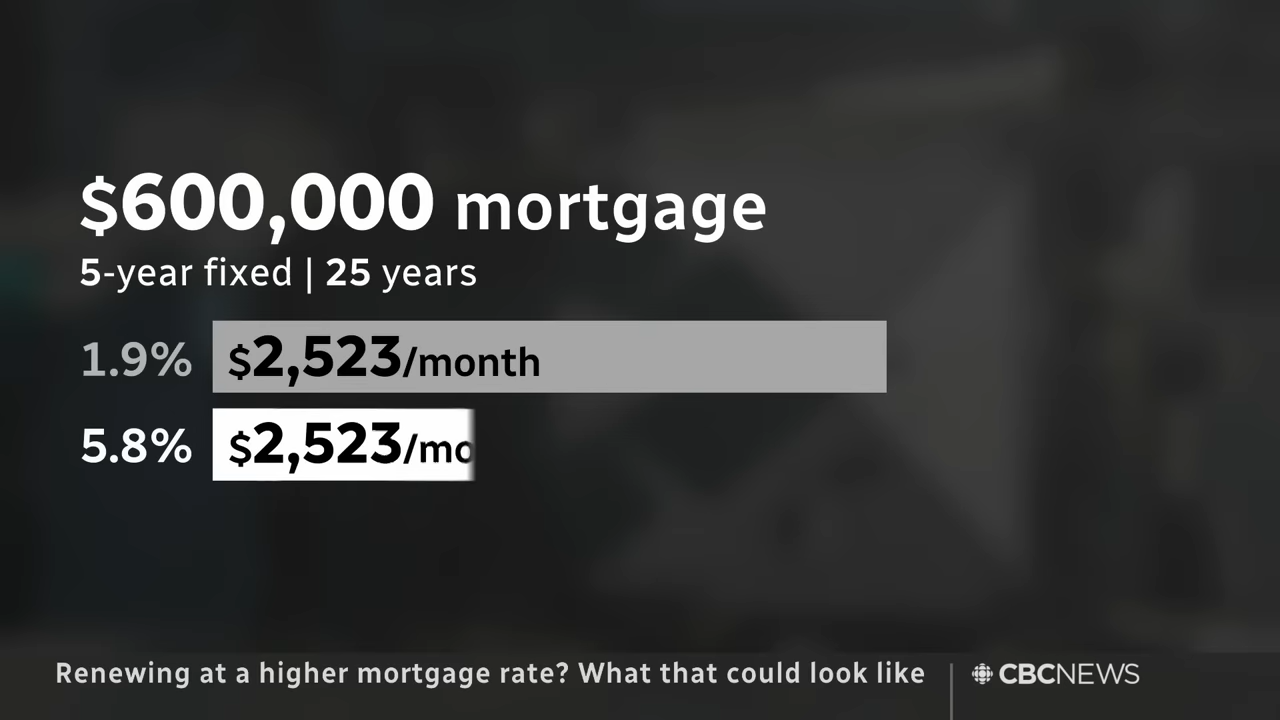 $600,000 mortgage
5-year fixed | 25 years
1.9% $2,523/month
5.8% $2,523/mo
Renewing at a higher mortgage rate? What that could look like
CBCNEWS